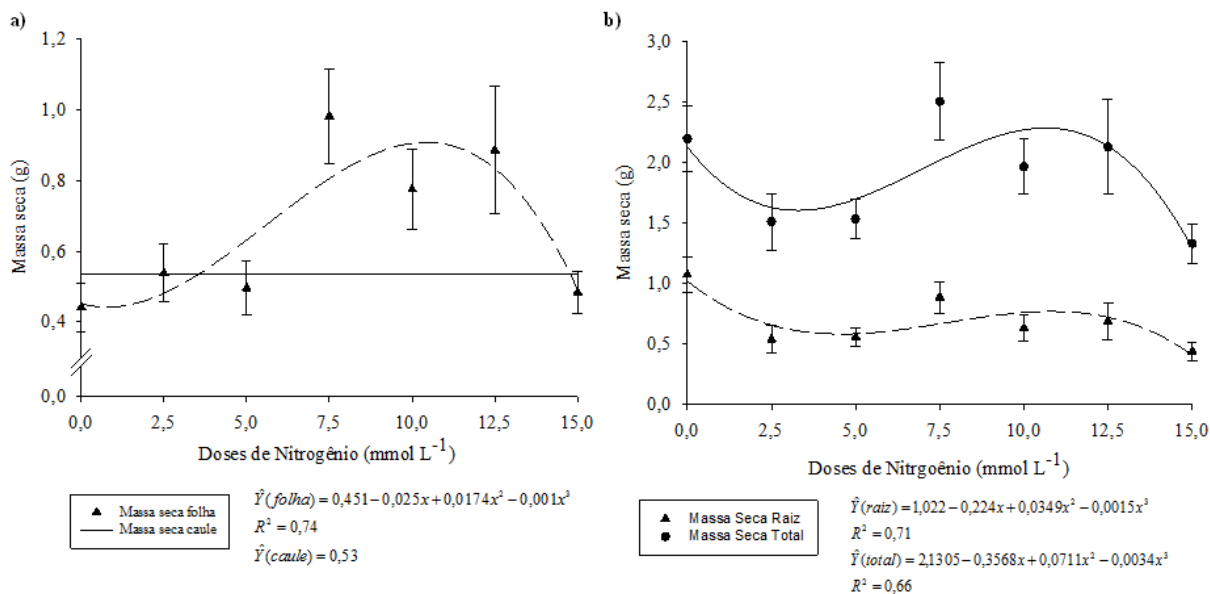 a)
1,2
1,0
0,8
0,6
0,4
0,0
Massa seca (g)
0,0 2,5 5,0 7,5 10,0 12,5 15,0
Doses de Nitrogênio (mmol L⁻¹)
Massa seca folha
Massa seca caule
Ŷ(folha) = 0,451 − 0,025x + 0,0174x² − 0,001x³
R² = 0,74
Ŷ(caule) = 0,53
b)
3,0
2,5
2,0
1,5
1,0
0,5
0,0
Massa seca (g)
0,0 2,5 5,0 7,5 10,0 12,5 15,0
Doses de Nitrgoênio (mmol L⁻¹)
Massa Seca Raiz
Massa Seca Total
Ŷ(raiz) = 1,022 − 0,224x + 0,0349x² − 0,0015x³
R² = 0,71
Ŷ(total) = 2,1305 − 0,3568x + 0,0711x² − 0,0034x³
R² = 0,66